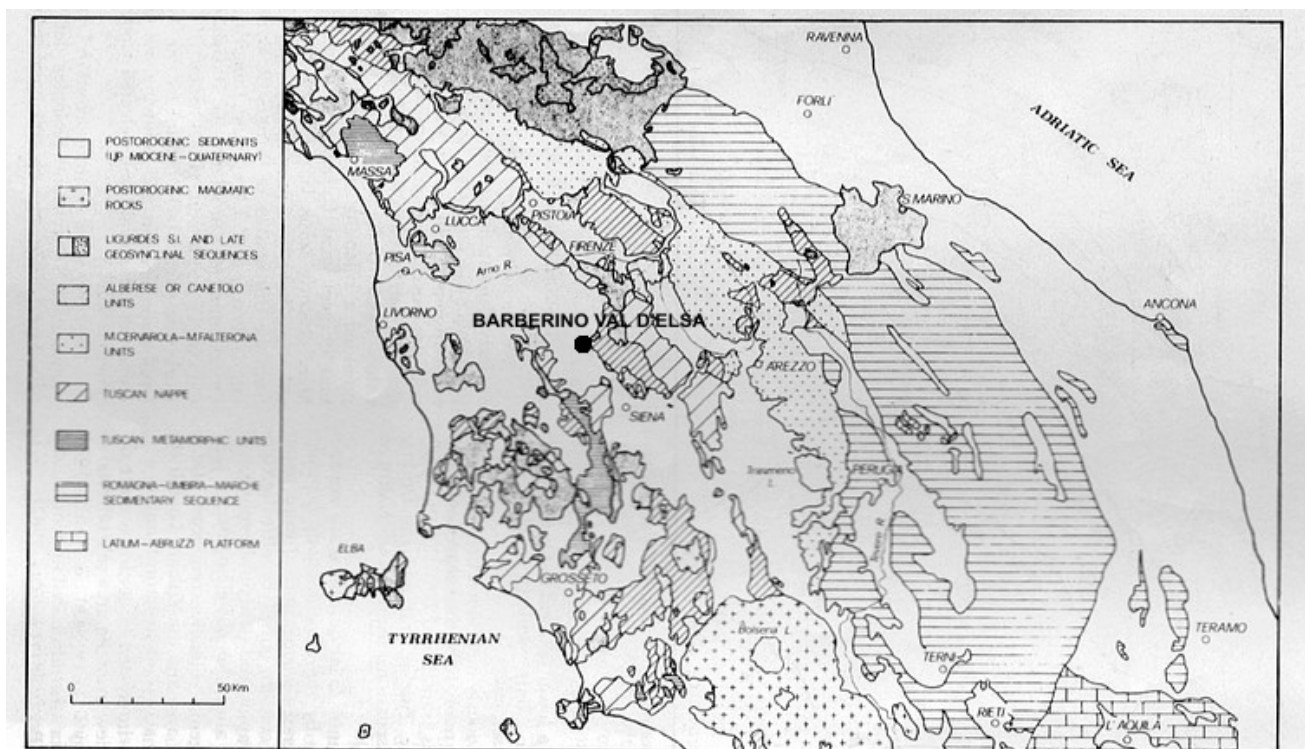 POSTOROGENIC SEDIMENTS
(UP MIOCENE-QUATERNARY)
POSTOROGENIC MAGMATIC
ROCKS
LIGURIDES S.l. AND LATE
GEOSYNCLINAL SEQUENCES
ALBERESE OR CANETOLO
UNITS
M.CERVAROLA-M.FALTERONA
UNITS
TUSCAN NAPPE
TUSCAN METAMORPHIC UNITS
ROMAGNA-UMBRIA-MARCHE
SEDIMENTARY SEQUENCE
LATIUM-ABRUZZI PLATFORM
0 50 Km
RAVENNA
FORLI'
ADRIATIC SEA
MASSA
S.MARINO
LUCCA
PISTOIA
FIRENZE
PISA
Arno R.
ANCONA
LIVORNO
BARBERINO VAL D'ELSA
AREZZO
SIENA
Trasimeno
L.
PERUGIA
Tevere R.
ELBA
GROSSETO
TYRRHENIAN
SEA
Bolsena L.
TERAMO
TERNI
RIETI
L'AQUILA